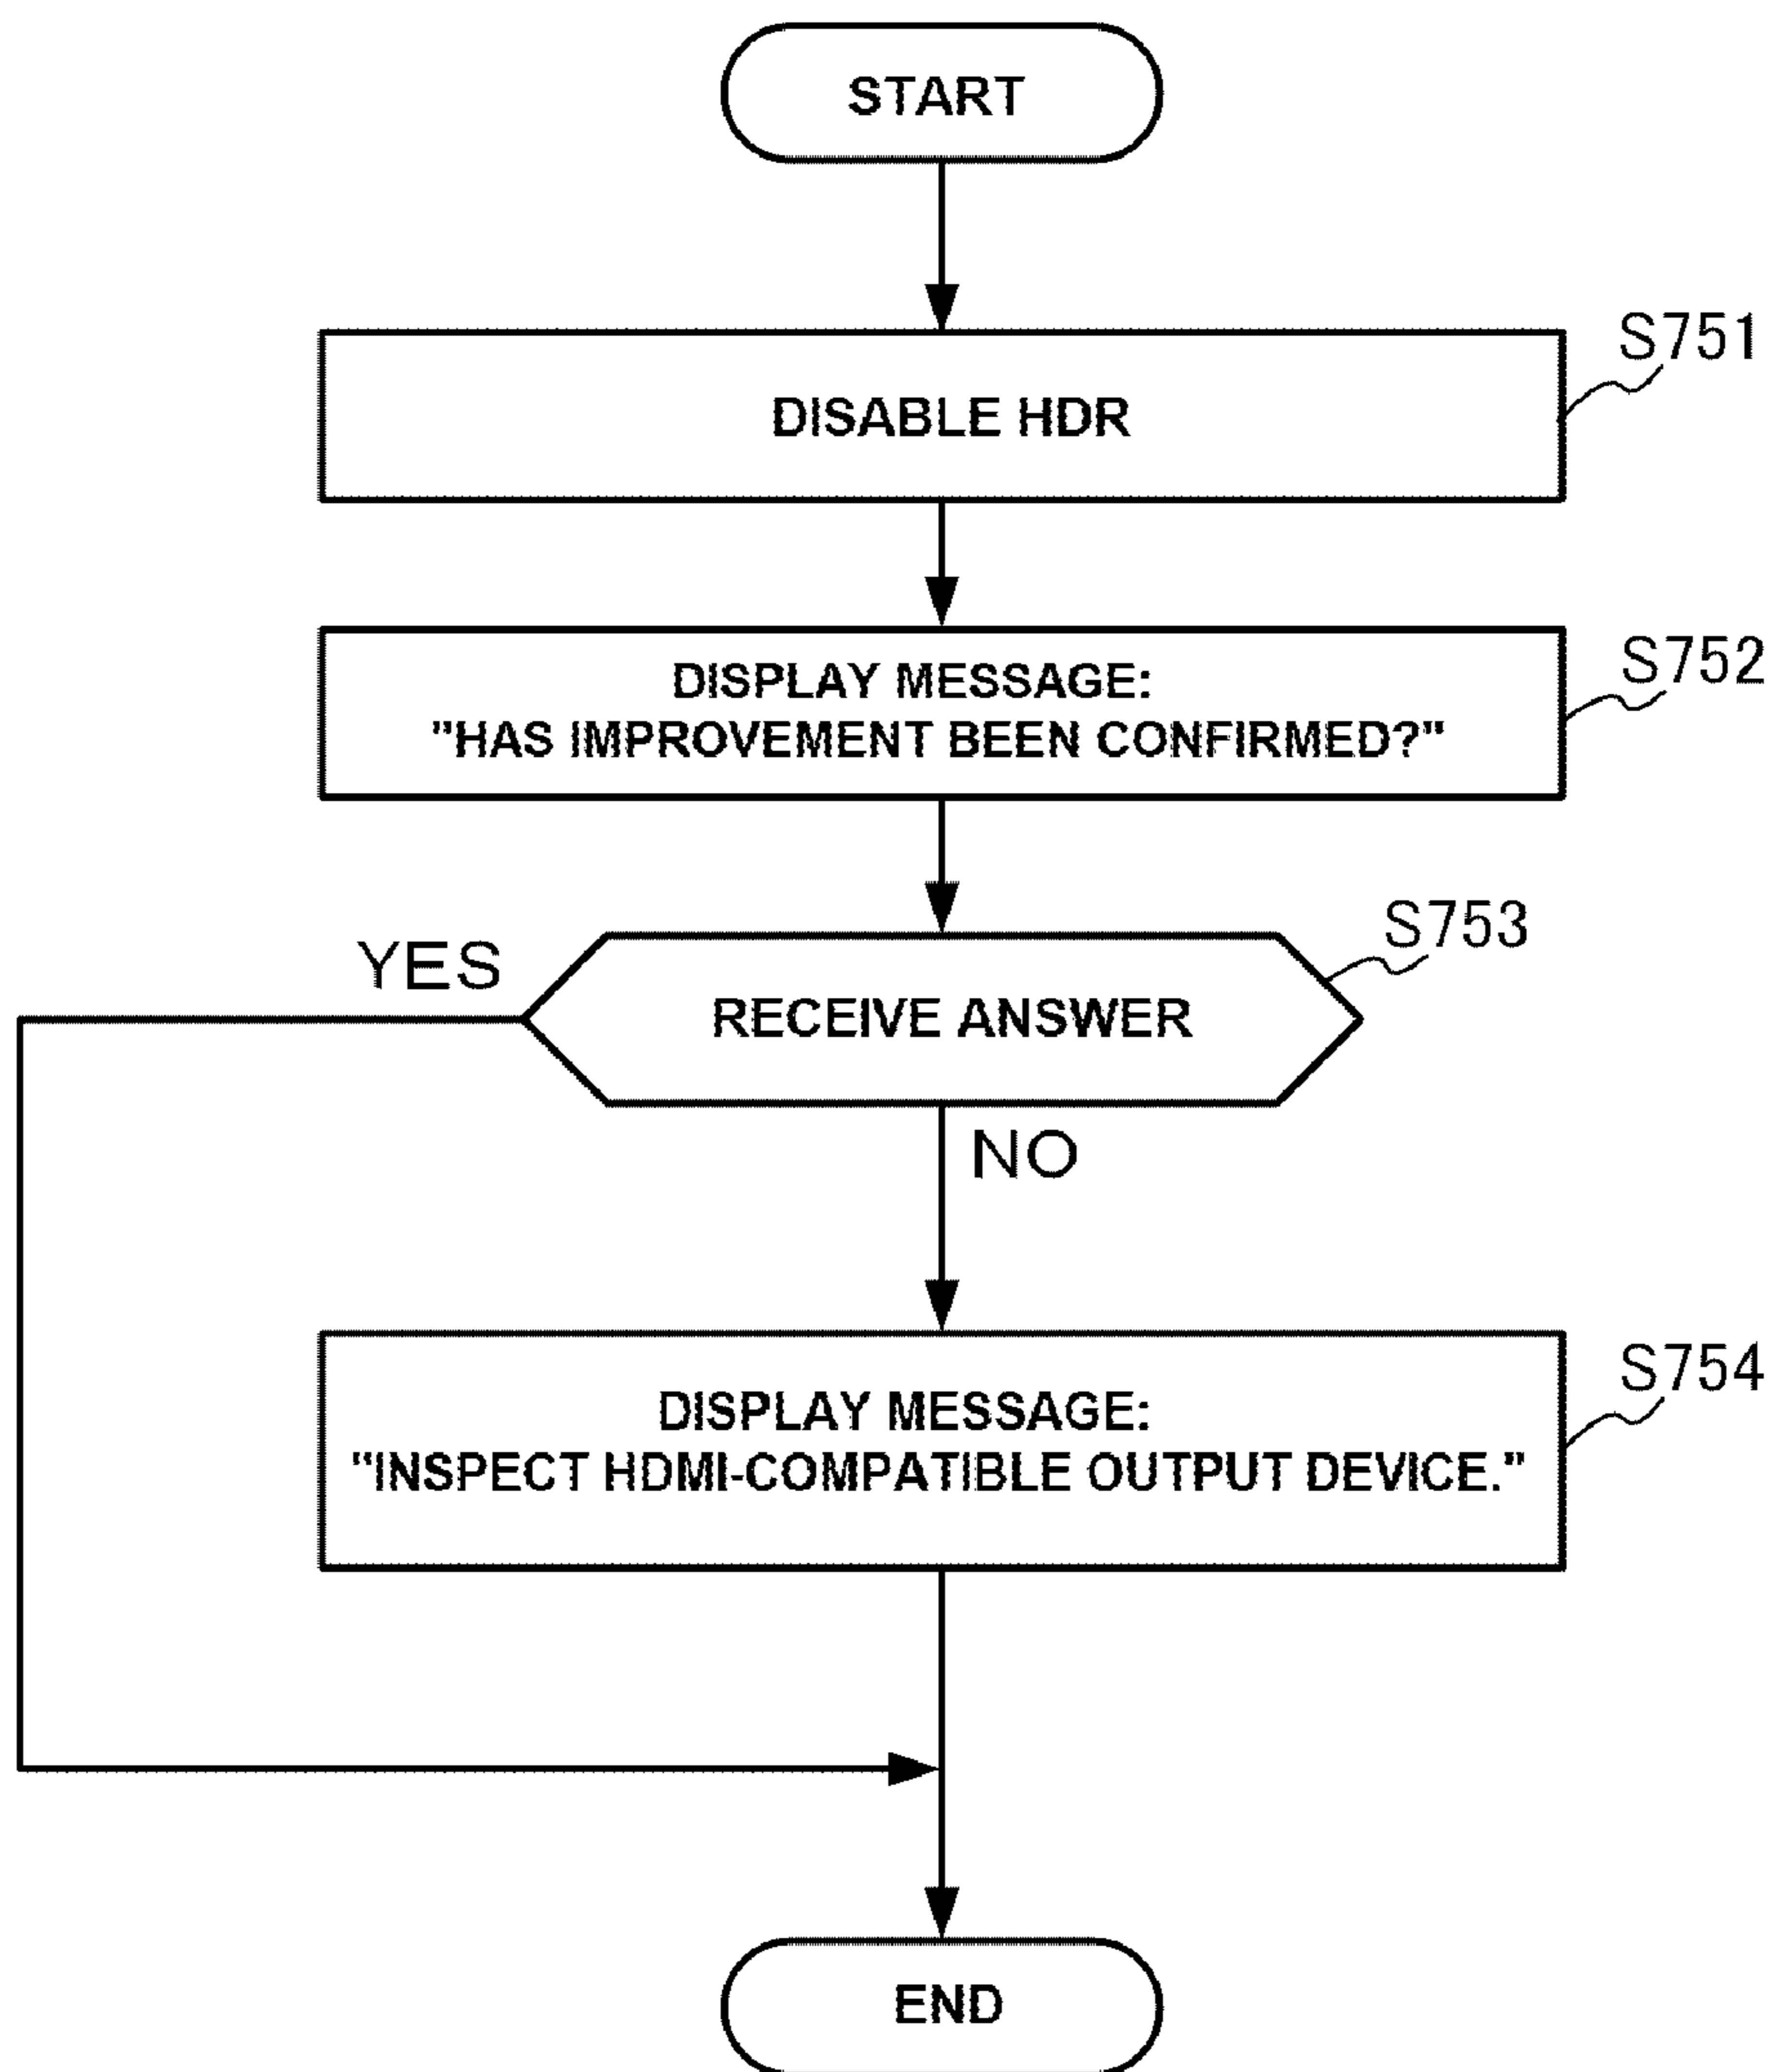 START
S751
DISABLE HDR
S752
DISPLAY MESSAGE:
"HAS IMPROVEMENT BEEN CONFIRMED?"
S753
YES
RECEIVE ANSWER
NO
S754
DISPLAY MESSAGE:
"INSPECT HDMI-COMPATIBLE OUTPUT DEVICE."
END